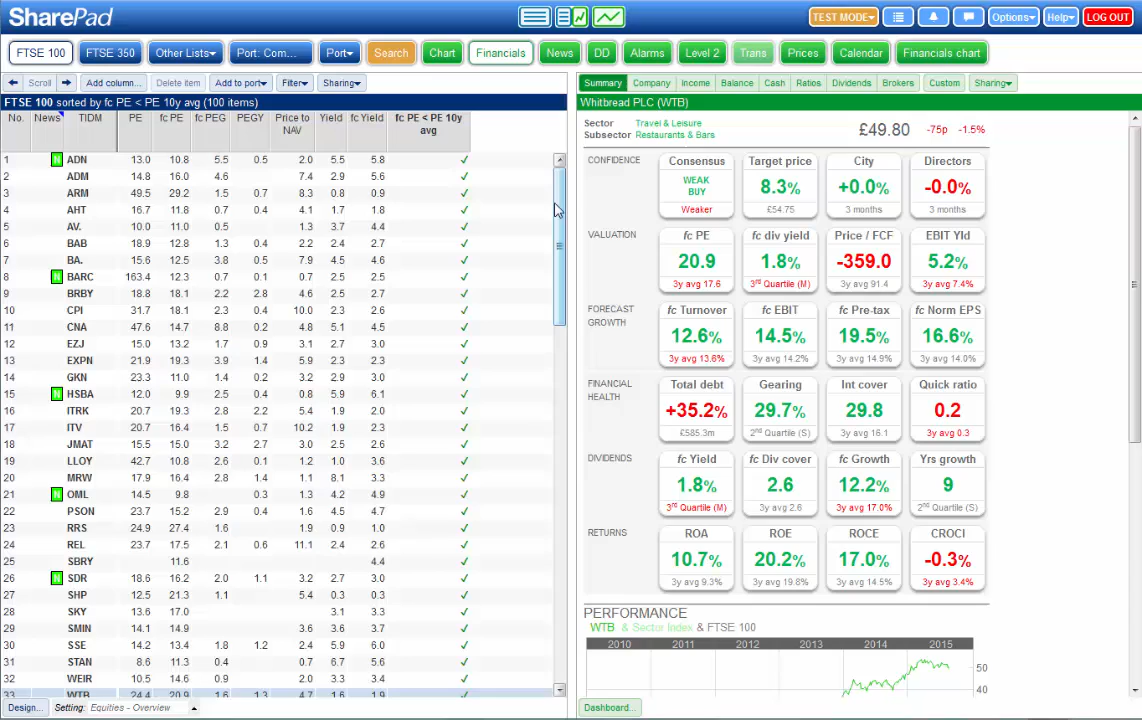 SharePad
TEST MODE Options Help LOG OUT
FTSE 100 FTSE 350 Other Lists Port: Com... Port Search Chart Financials News DD Alarms Level 2 Trans Prices Calendar Financials chart
Scroll Add column... Delete item Add to port Filter Sharing
Summary Company Income Balance Cash Ratios Dividends Brokers Custom Sharing
FTSE 100 sorted by fc PE < PE 10y avg (100 items)
No. News TIDM PE fc PE fc PEG PEGY Price to NAV Yield fc Yield fc PE < PE 10y avg
1 N ADN 13.0 10.8 5.5 0.5 2.0 5.5 5.8 ✓
2 ADM 14.8 16.0 4.6 7.4 2.9 5.6 ✓
3 ARM 49.5 29.2 1.5 0.7 8.3 0.8 0.9 ✓
4 AHT 16.7 11.8 0.7 0.4 4.1 1.7 1.8 ✓
5 AV. 10.0 11.0 0.5 1.3 3.7 4.4 ✓
6 BAB 18.9 12.8 1.3 0.4 2.2 2.4 2.7 ✓
7 BA. 15.6 12.5 3.8 0.5 7.9 4.5 4.6 ✓
8 N BARC 163.4 12.3 0.7 0.1 0.7 2.5 2.5 ✓
9 BRBY 18.8 18.1 2.2 2.8 4.6 2.5 2.7 ✓
10 CPI 31.7 18.1 2.3 0.4 10.0 2.3 2.6 ✓
11 CNA 47.6 14.7 8.8 0.2 4.8 5.1 4.5 ✓
12 EZJ 15.0 13.2 1.7 0.9 3.1 2.7 3.0 ✓
13 EXPN 21.9 19.3 3.9 1.4 5.9 2.3 2.3 ✓
14 GKN 23.3 11.0 1.4 0.2 3.2 2.9 3.0 ✓
15 N HSBA 12.0 9.9 2.5 0.4 0.8 5.9 6.1 ✓
16 ITRK 20.7 19.3 2.8 2.2 5.4 1.9 2.0 ✓
17 ITV 20.7 16.4 1.5 0.7 10.2 1.9 2.3 ✓
18 JMAT 15.5 15.0 3.2 2.7 3.0 2.5 2.6 ✓
19 LLOY 42.7 10.8 2.6 0.1 1.2 1.0 3.6 ✓
20 MRW 17.9 16.4 2.8 1.4 1.1 8.1 3.3 ✓
21 N OML 14.5 9.8 0.3 1.3 4.2 4.9 ✓
22 PSON 23.7 15.2 2.9 0.4 1.6 4.5 4.7 ✓
23 RRS 24.9 27.4 1.6 1.9 0.9 1.0 ✓
24 REL 23.7 17.5 2.1 0.6 11.1 2.4 2.6 ✓
25 SBRY 11.6 4.4 ✓
26 N SDR 18.6 16.2 2.0 1.1 3.2 2.7 3.0 ✓
27 SHP 12.5 21.3 1.1 5.4 0.3 0.3 ✓
28 SKY 13.6 17.0 3.1 3.3 ✓
29 SMIN 14.1 14.9 3.6 3.6 3.7 ✓
30 SSE 14.2 13.4 1.8 1.2 2.4 5.9 6.0 ✓
31 STAN 8.6 11.3 0.4 0.7 6.7 5.6 ✓
32 WEIR 10.5 14.6 0.9 2.0 3.3 3.4 ✓
33 WTB 24.4 20.9 1.6 1.3 4.7 1.6 1.9 ✓
Design... Setting: Equities - Overview
Whitbread PLC (WTB)
Sector Travel & Leisure
Subsector Restaurants & Bars
£49.80 -75p -1.5%
CONFIDENCE Consensus Target price City Directors
WEAK BUY 8.3% +0.0% -0.0%
Weaker £54.75 3 months 3 months
VALUATION fc PE fc div yield Price / FCF EBIT Yld
20.9 1.8% -359.0 5.2%
3y avg 17.6 3rd Quartile (M) 3y avg 91.4 3y avg 7.4%
FORECAST GROWTH fc Turnover fc EBIT fc Pre-tax fc Norm EPS
12.6% 14.5% 19.5% 16.6%
3y avg 13.6% 3y avg 14.2% 3y avg 14.9% 3y avg 14.0%
FINANCIAL HEALTH Total debt Gearing Int cover Quick ratio
+35.2% 29.7% 29.8 0.2
£585.3m 2nd Quartile (S) 3y avg 16.1 3y avg 0.3
DIVIDENDS fc Yield fc Div cover fc Growth Yrs growth
1.8% 2.6 12.2% 9
3rd Quartile (M) 3y avg 2.6 3y avg 17.0% 2nd Quartile (S)
RETURNS ROA ROE ROCE CROCI
10.7% 20.2% 17.0% -0.3%
3y avg 9.3% 3y avg 19.8% 3y avg 14.5% 3y avg 3.4%
PERFORMANCE
WTB & Sector Index & FTSE 100
2010 2011 2012 2013 2014 2015
50
40
Dashboard...